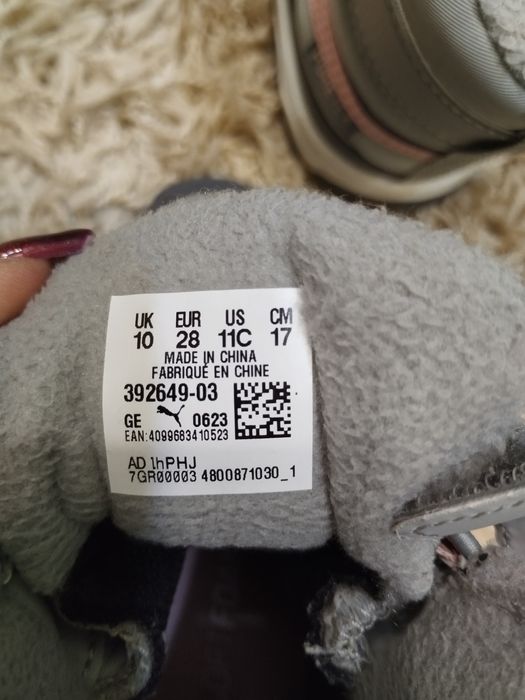 UK EUR US CM
10 28 11C 17
MADE IN CHINA
FABRIQUÉ EN CHINE
392649-03
GE 0623
EAN:4099683410523
AD 1hPHJ
7GR00003 4800871030_1